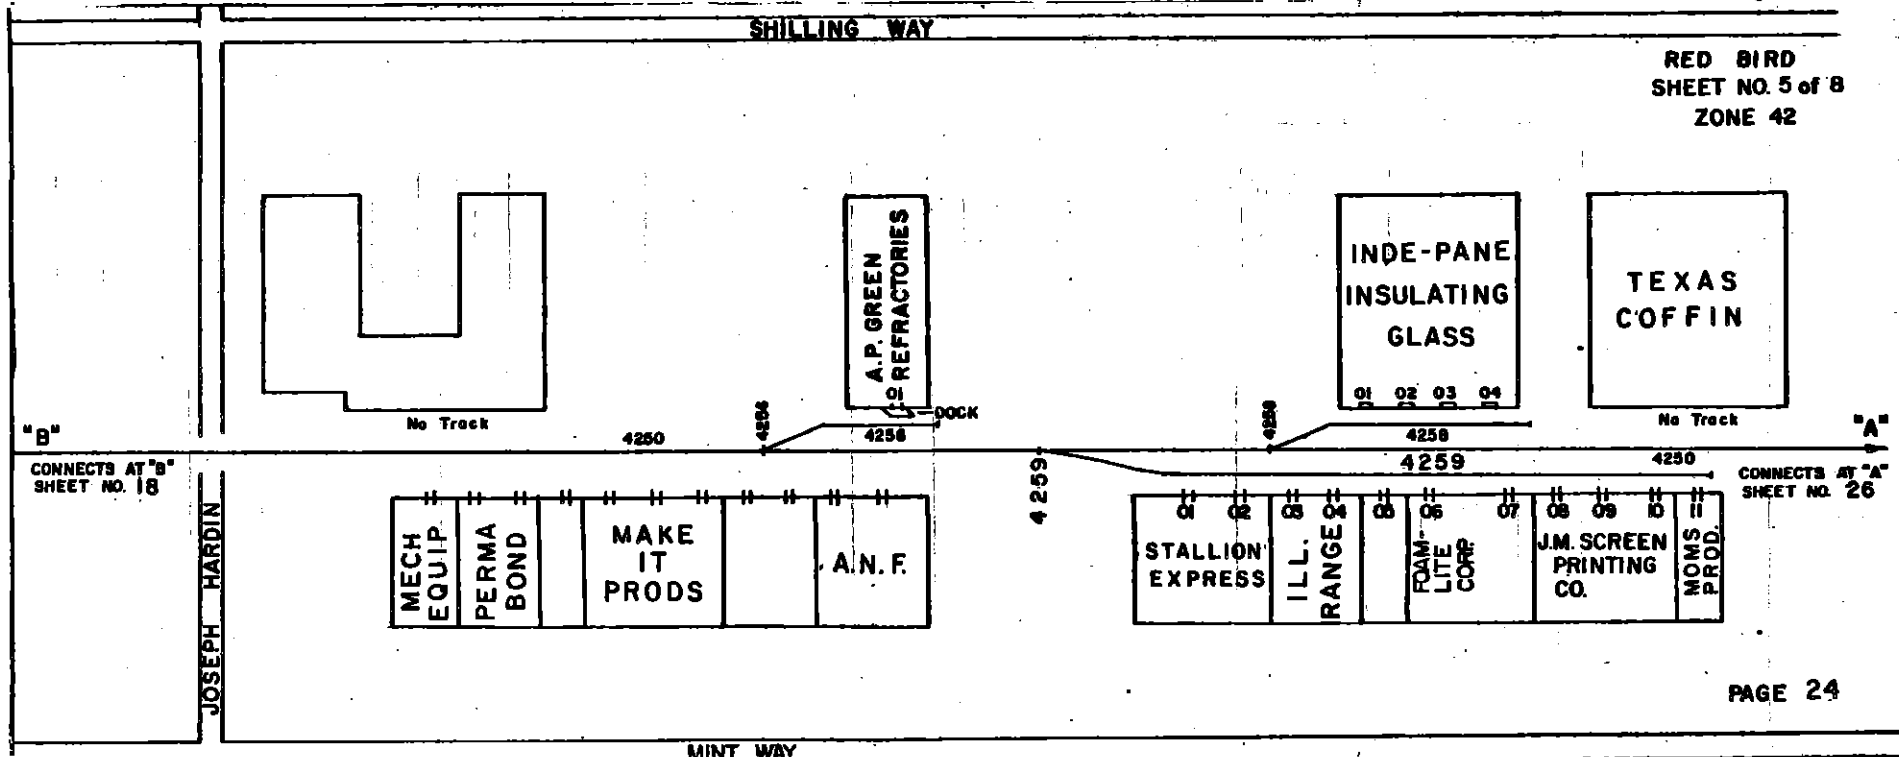 SHILLING WAY
RED BIRD
SHEET NO. 5 of 8
ZONE 42
A.P. GREEN
REFRACTORIES
01
DOCK
INDE-PANE
INSULATING
GLASS
01 02 03 04
TEXAS
COFFIN
No Track
No Track
"B"
4250
4256
4256
4258
4258
"A"
CONNECTS AT "B"
SHEET NO. 18
4259
4259
4250
CONNECTS AT "A"
SHEET NO. 26
JOSEPH HARDIN
MECH
EQUIP.
PERMA
BOND
MAKE
IT
PRODS
A.N.F.
01 02 03 04 05 06 07 08 09 10 11
STALLION
EXPRESS
ILL.
RANGE
FOAM-
LITE
CORP.
J.M. SCREEN
PRINTING
CO.
MOMS
PROD.
PAGE 24
MINT WAY